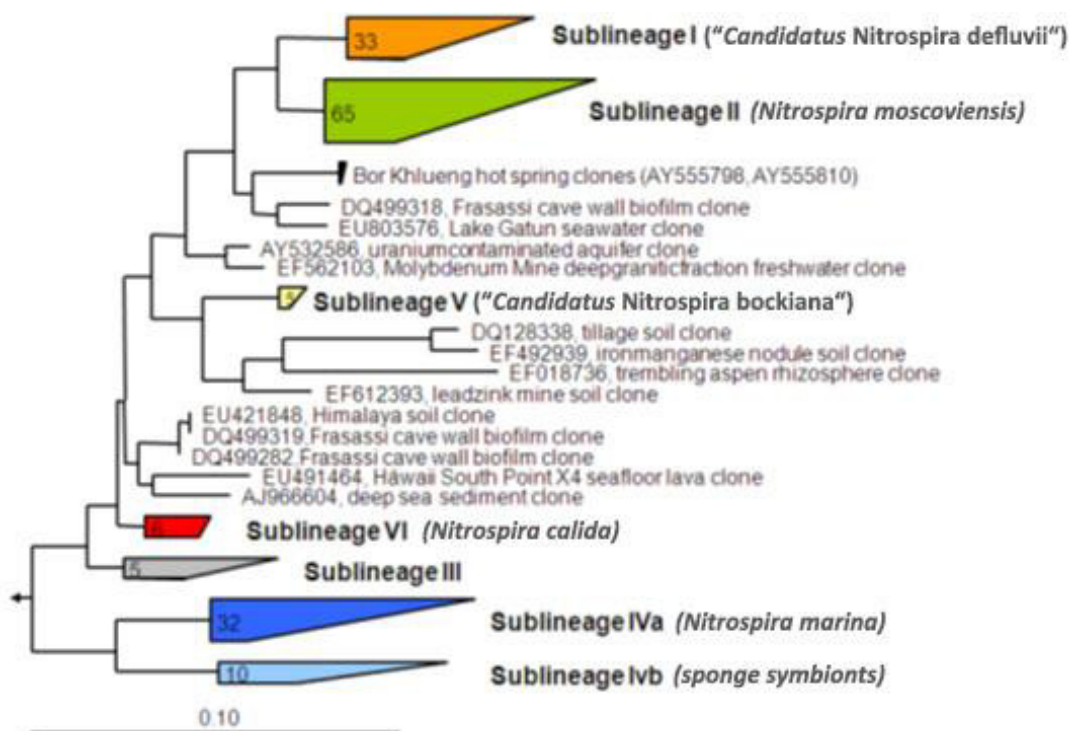 33
Sublineage I ("Candidatus Nitrospira defluvii“)
65
Sublineage II (Nitrospira moscoviensis)
Bor Khlueng hot spring clones (AY555798, AY555810)
DQ499318, Frasassi cave wall biofilm clone
EU803576, Lake Gatun seawater clone
AY532586, uraniumcontaminated aquifer clone
EF562103, Molybdenum Mine deepgraniticfraction freshwater clone
Sublineage V ("Candidatus Nitrospira bockiana“)
DQ128338, tillage soil clone
EF492939, ironmanganese nodule soil clone
EF018736, trembling aspen rhizosphere clone
EF612393, leadzink mine soil clone
EU421848, Himalaya soil clone
DQ499319, Frasassi cave wall biofilm clone
DQ499282, Frasassi cave wall biofilm clone
EU491464, Hawaii South Point X4 seafloor lava clone
AJ966604, deep sea sediment clone
6
Sublineage VI (Nitrospira calida)
5
Sublineage III
32
Sublineage IVa (Nitrospira marina)
10
Sublineage Ivb (sponge symbionts)
0.10